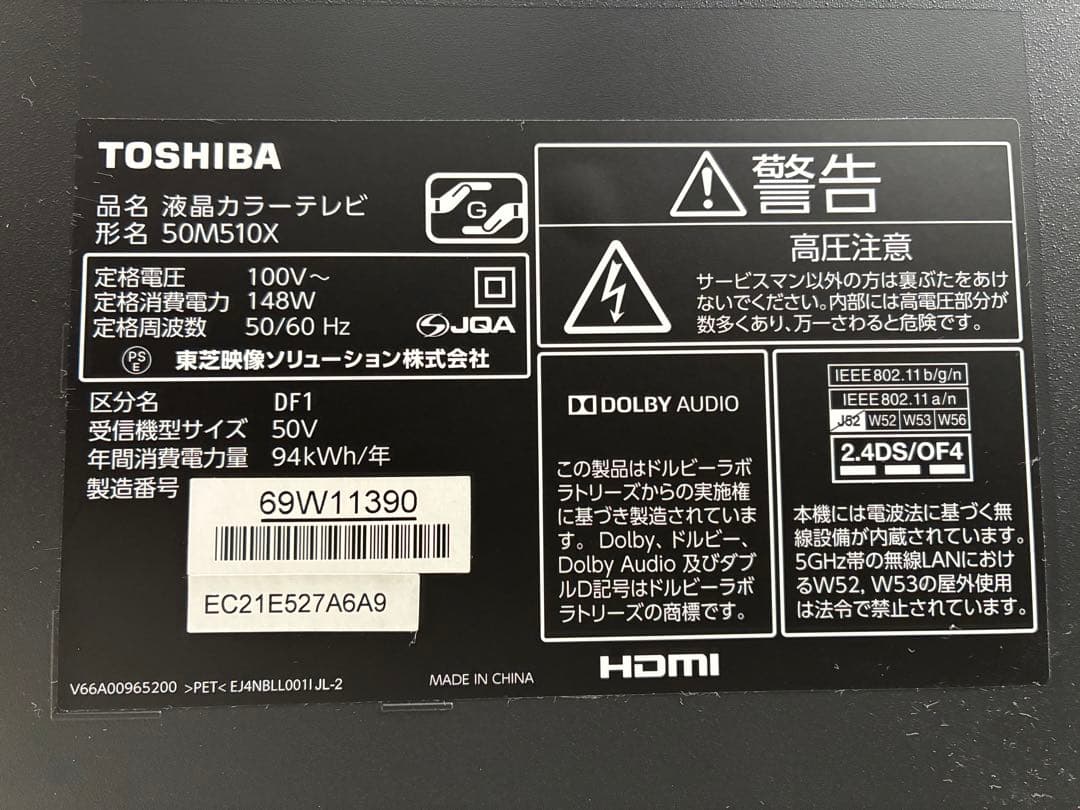 TOSHIBA
品名 液晶カラーテレビ
形名 50M510X
G
定格電圧 100V～
定格消費電力 148W
定格周波数 50/60 Hz
JQA
PS
E
東芝映像ソリューション株式会社
区分名 DF1
受信機型サイズ 50V
年間消費電力量 94kWh/年
製造番号
69W11390
EC21E527A6A9
V66A00965200 >PET< EJ4NBLL001I JL-2
MADE IN CHINA
警告
高圧注意
サービスマン以外の方は裏ぶたをあけ
ないでください。内部には高電圧部分が
数多くあり、万一さわると危険です。
DOLBY AUDIO
この製品はドルビーラボ
ラトリーズからの実施権
に基づき製造されていま
す。Dolby、ドルビー、
Dolby Audio 及びダブ
ルD記号はドルビーラボ
ラトリーズの商標です。
IEEE802.11b/g/n
IEEE802.11a/n
J52 W52 W53 W56
2.4DS/OF4
本機には電波法に基づく無
線設備が内蔵されています。
5GHz帯の無線LANにおけ
るW52, W53の屋外使用
は法令で禁止されています。
HDMI